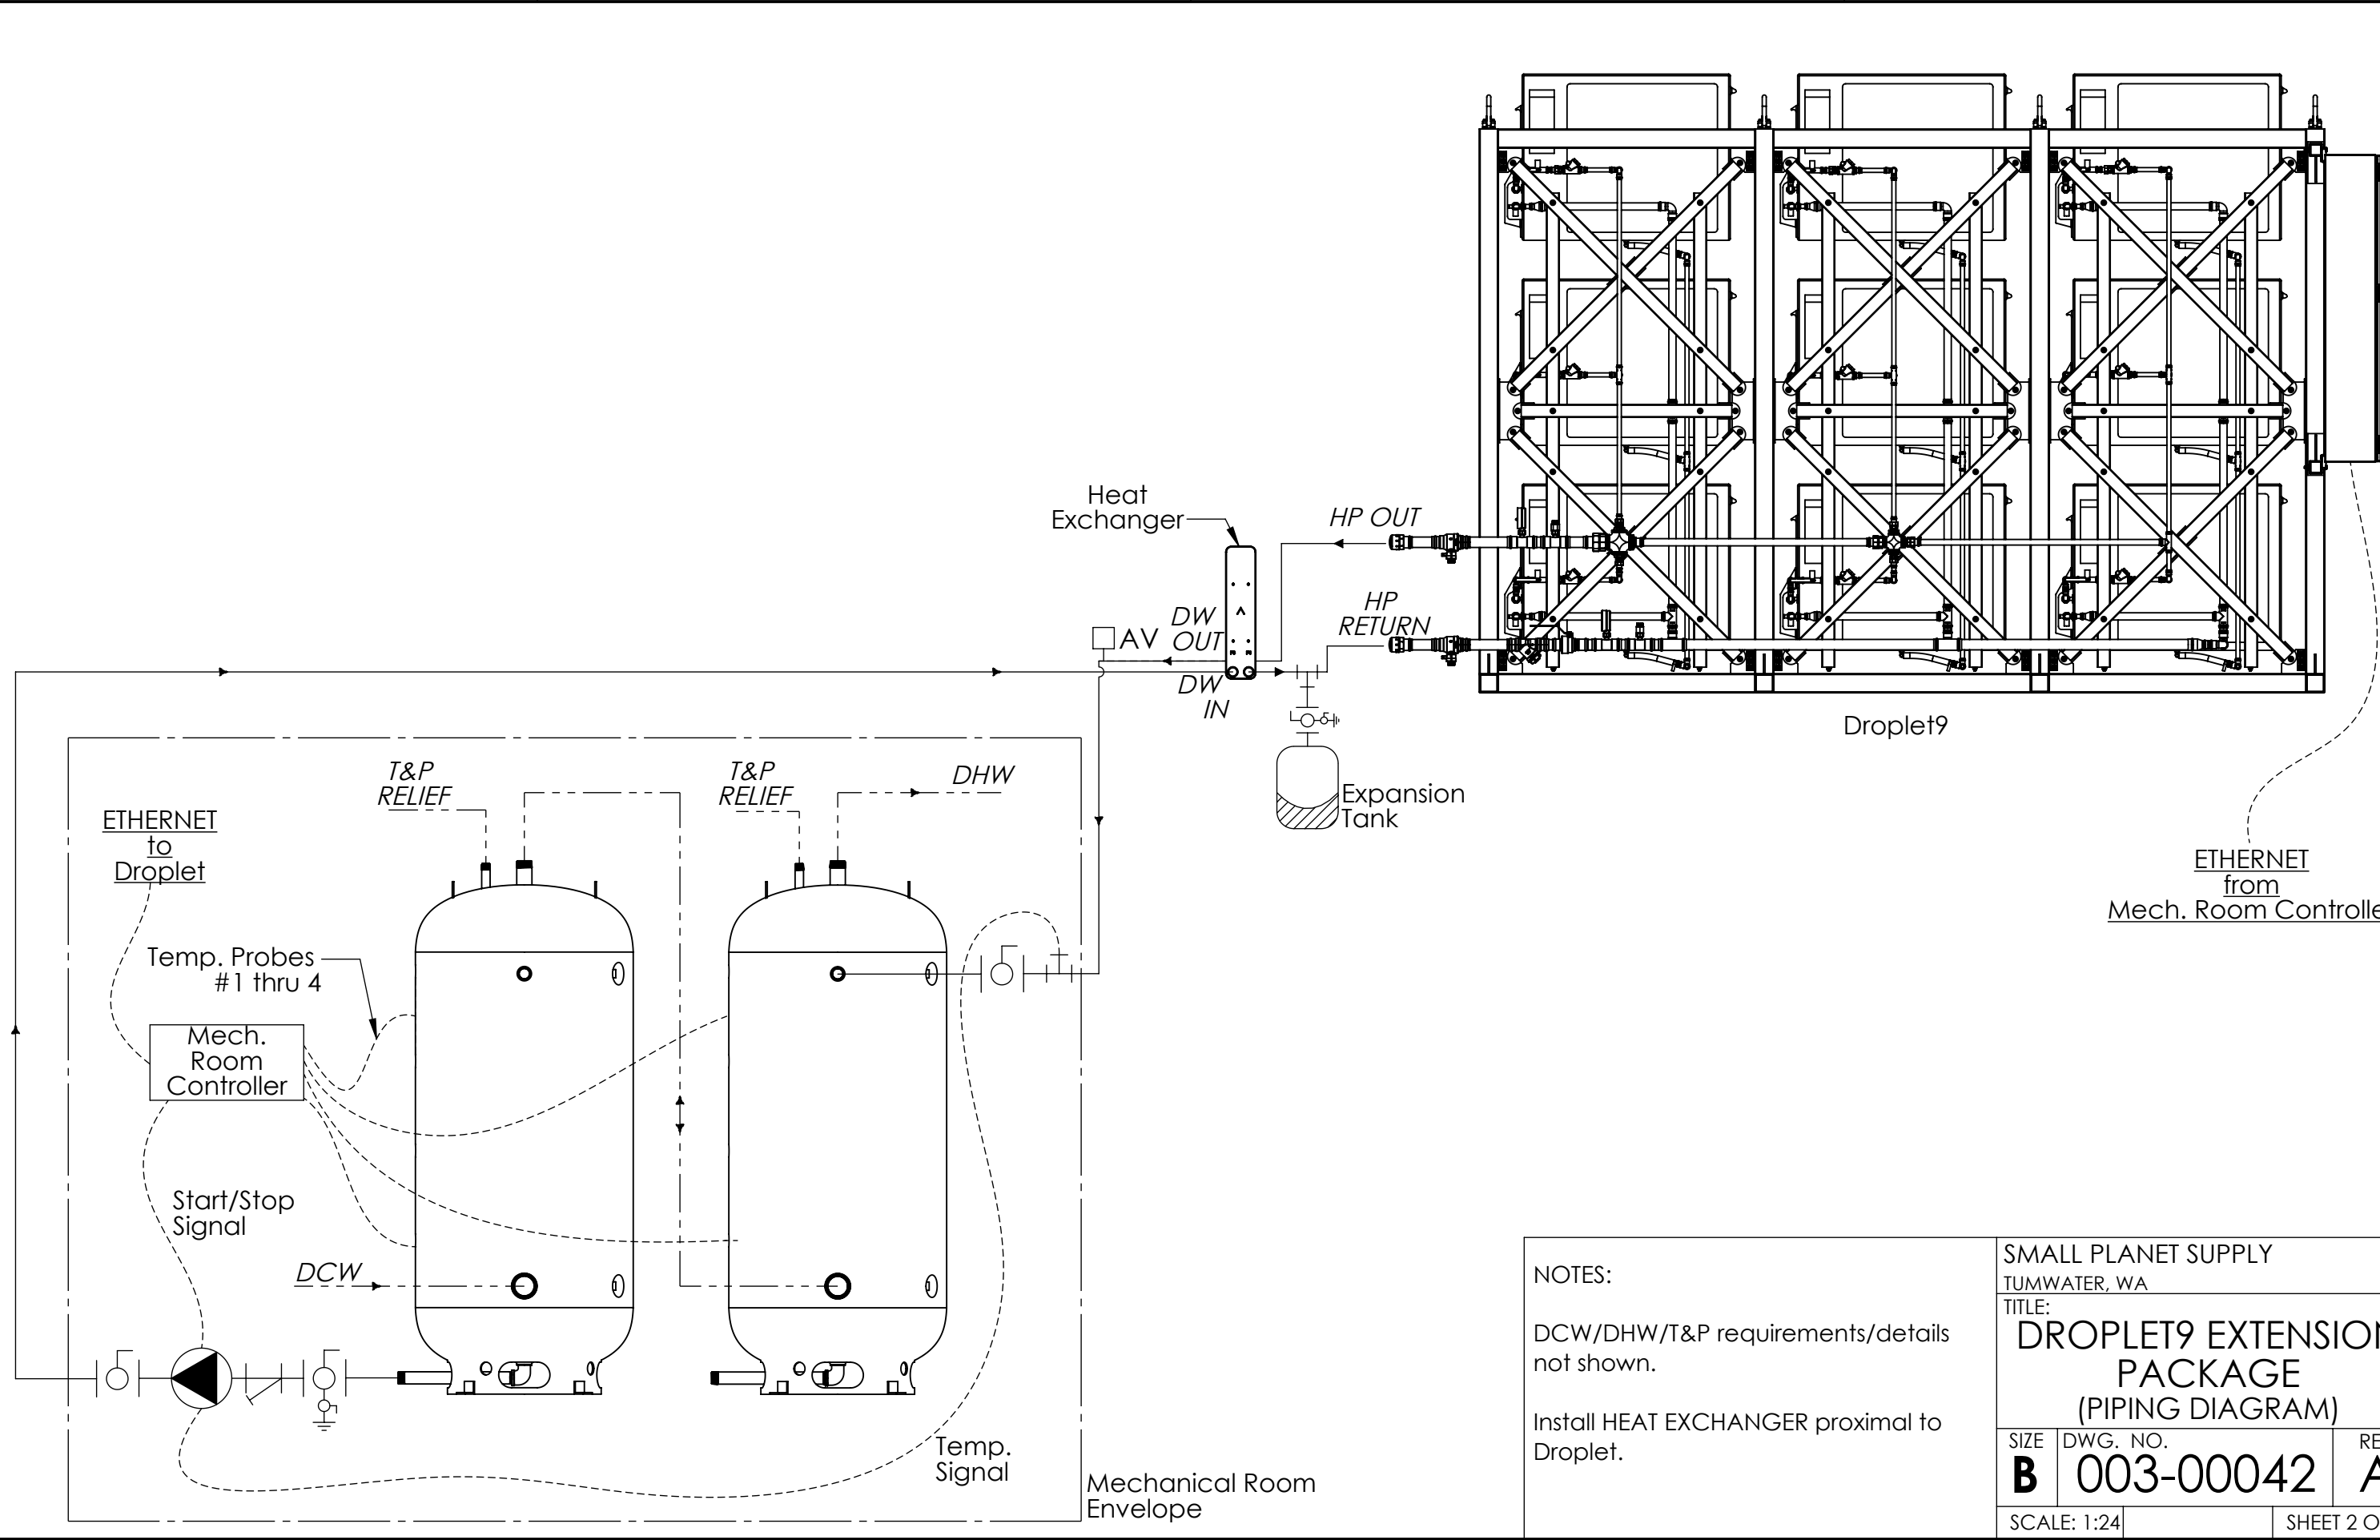 Heat
Exchanger
HP OUT
HP
RETURN
DW
OUT
AV
DW
IN
Droplet9
Expansion
Tank
T&P
RELIEF
T&P
RELIEF
DHW
ETHERNET
to
Droplet
ETHERNET
from
Mech. Room Controlle
Temp. Probes
#1 thru 4
Mech.
Room
Controller
Start/Stop
Signal
DCW
Temp.
Signal
Mechanical Room
Envelope
NOTES:
DCW/DHW/T&P requirements/details
not shown.
Install HEAT EXCHANGER proximal to
Droplet.
SMALL PLANET SUPPLY
TUMWATER, WA
TITLE:
DROPLET9 EXTENSION
PACKAGE
(PIPING DIAGRAM)
SIZE
B
DWG. NO.
003-00042
RE
A
SCALE: 1:24
SHEET 2 O